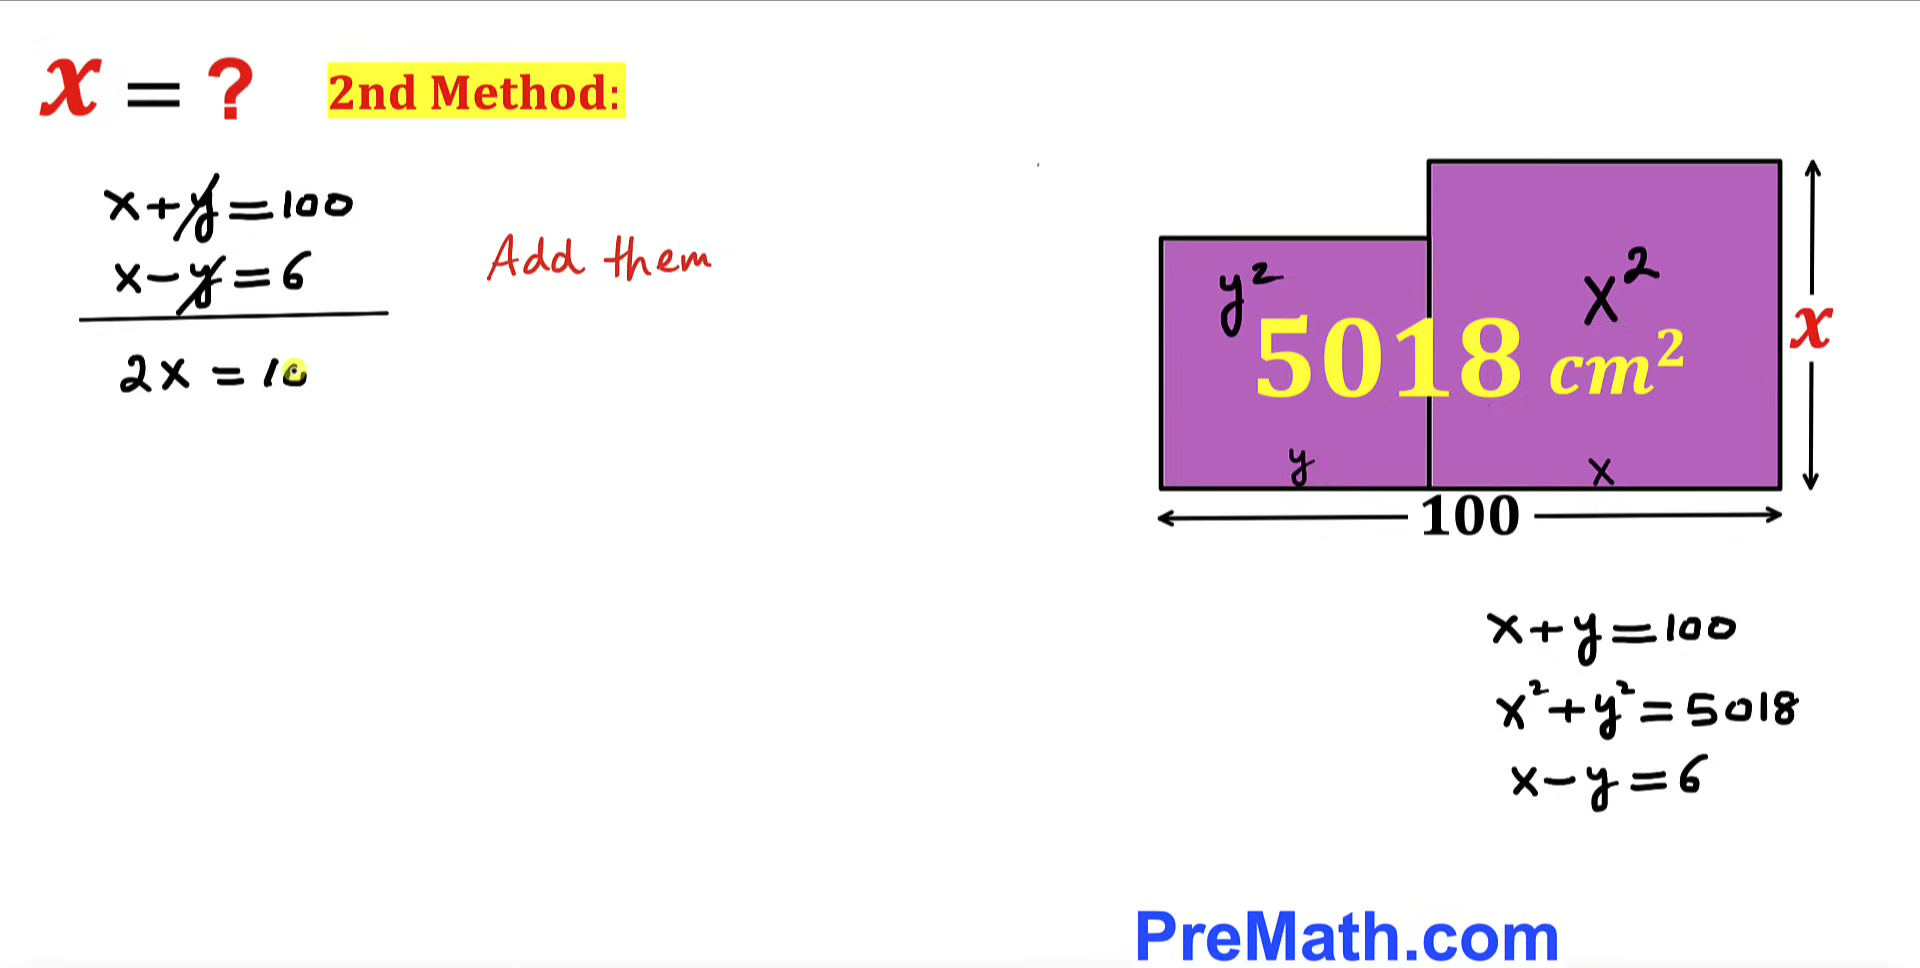 x = ? 2nd Method:
x+y=100
x-y=6
Add them
2x = 10
y²
x²
5018 cm²
x
y
x
100
x+y=100
x²+y²=5018
x-y=6
PreMath.com